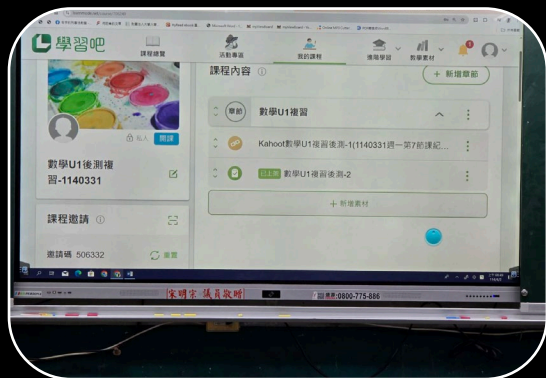 學習吧
課程總覽
活動專區
我的課程
進階學習
教學素材
課程內容
+ 新增章節
章節
數學U1複習
Kahoot數學U1複習後測-1(1140331週一第7節課紀...
已上架 數學U1複習後測-2
+ 新增素材
私人
開課
數學U1後測複
習-1140331
課程邀請
邀請碼 506332
重置
宋明宗 議員敬贈
:0800-775-886